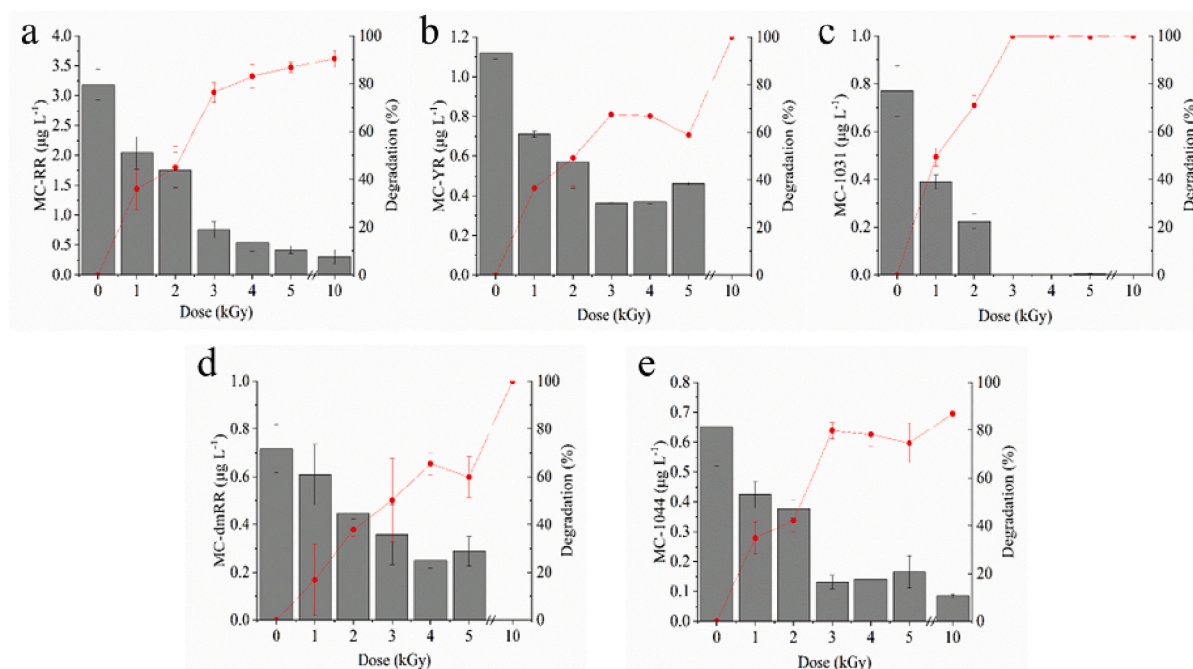 a
4.0
3.5
3.0
2.5
2.0
1.5
1.0
0.5
0.0
MC-RR (µg L⁻¹)
100
80
60
40
20
0
Degradation (%)
0 1 2 3 4 5 10
Dose (kGy)
b
1.2
1.0
0.8
0.6
0.4
0.2
0.0
MC-YR (µg L⁻¹)
100
80
60
40
20
0
Degradation (%)
0 1 2 3 4 5 10
Dose (kGy)
c
1.0
0.8
0.6
0.4
0.2
0.0
MC-1031 (µg L⁻¹)
100
80
60
40
20
0
Degradation (%)
0 1 2 3 4 5 10
Dose (kGy)
d
1.0
0.8
0.6
0.4
0.2
0.0
MC-dmRR (µg L⁻¹)
100
80
60
40
20
0
Degradation (%)
0 1 2 3 4 5 10
Dose (kGy)
e
0.8
0.7
0.6
0.5
0.4
0.3
0.2
0.1
0.0
MC-1044 (µg L⁻¹)
100
80
60
40
20
0
Degradation (%)
0 1 2 3 4 5 10
Dose (kGy)